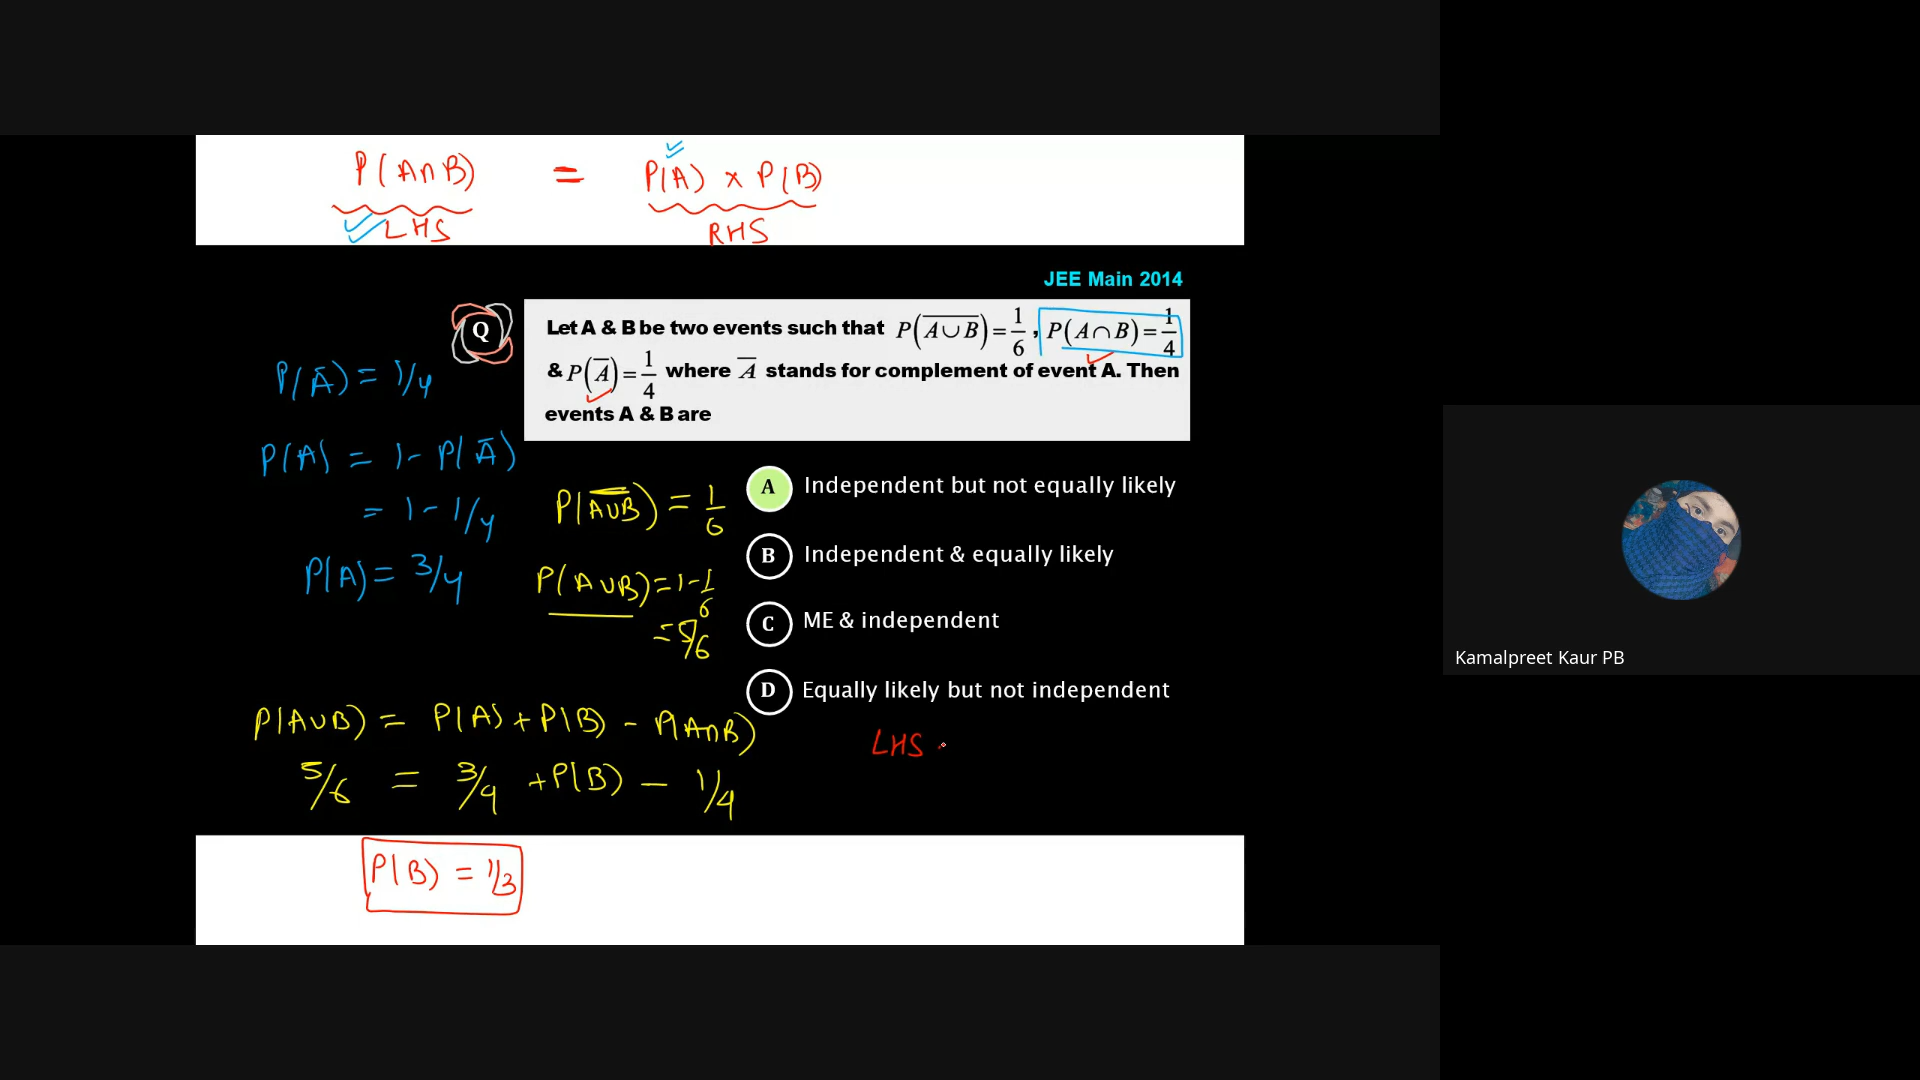 P(A∩B) = P(A) × P(B)
LHS RHS
JEE Main 2014
Q
Let A & B be two events such that P(A̅∪̅B̅) = 1/6, P(A∩B) = 1/4
& P(A̅) = 1/4 where A̅ stands for complement of event A. Then
events A & B are
P(A̅) = 1/4
P(A) = 1 - P(A̅)
= 1 - 1/4
P(A) = 3/4
P(A̅∪̅B̅) = 1/6
P(A∪B) = 1 - 1/6
= 5/6
A Independent but not equally likely
B Independent & equally likely
C ME & independent
D Equally likely but not independent
P(A∪B) = P(A) + P(B) - P(A∩B)
5/6 = 3/4 + P(B) - 1/4
LHS
P(B) = 1/3
Kamalpreet Kaur PB